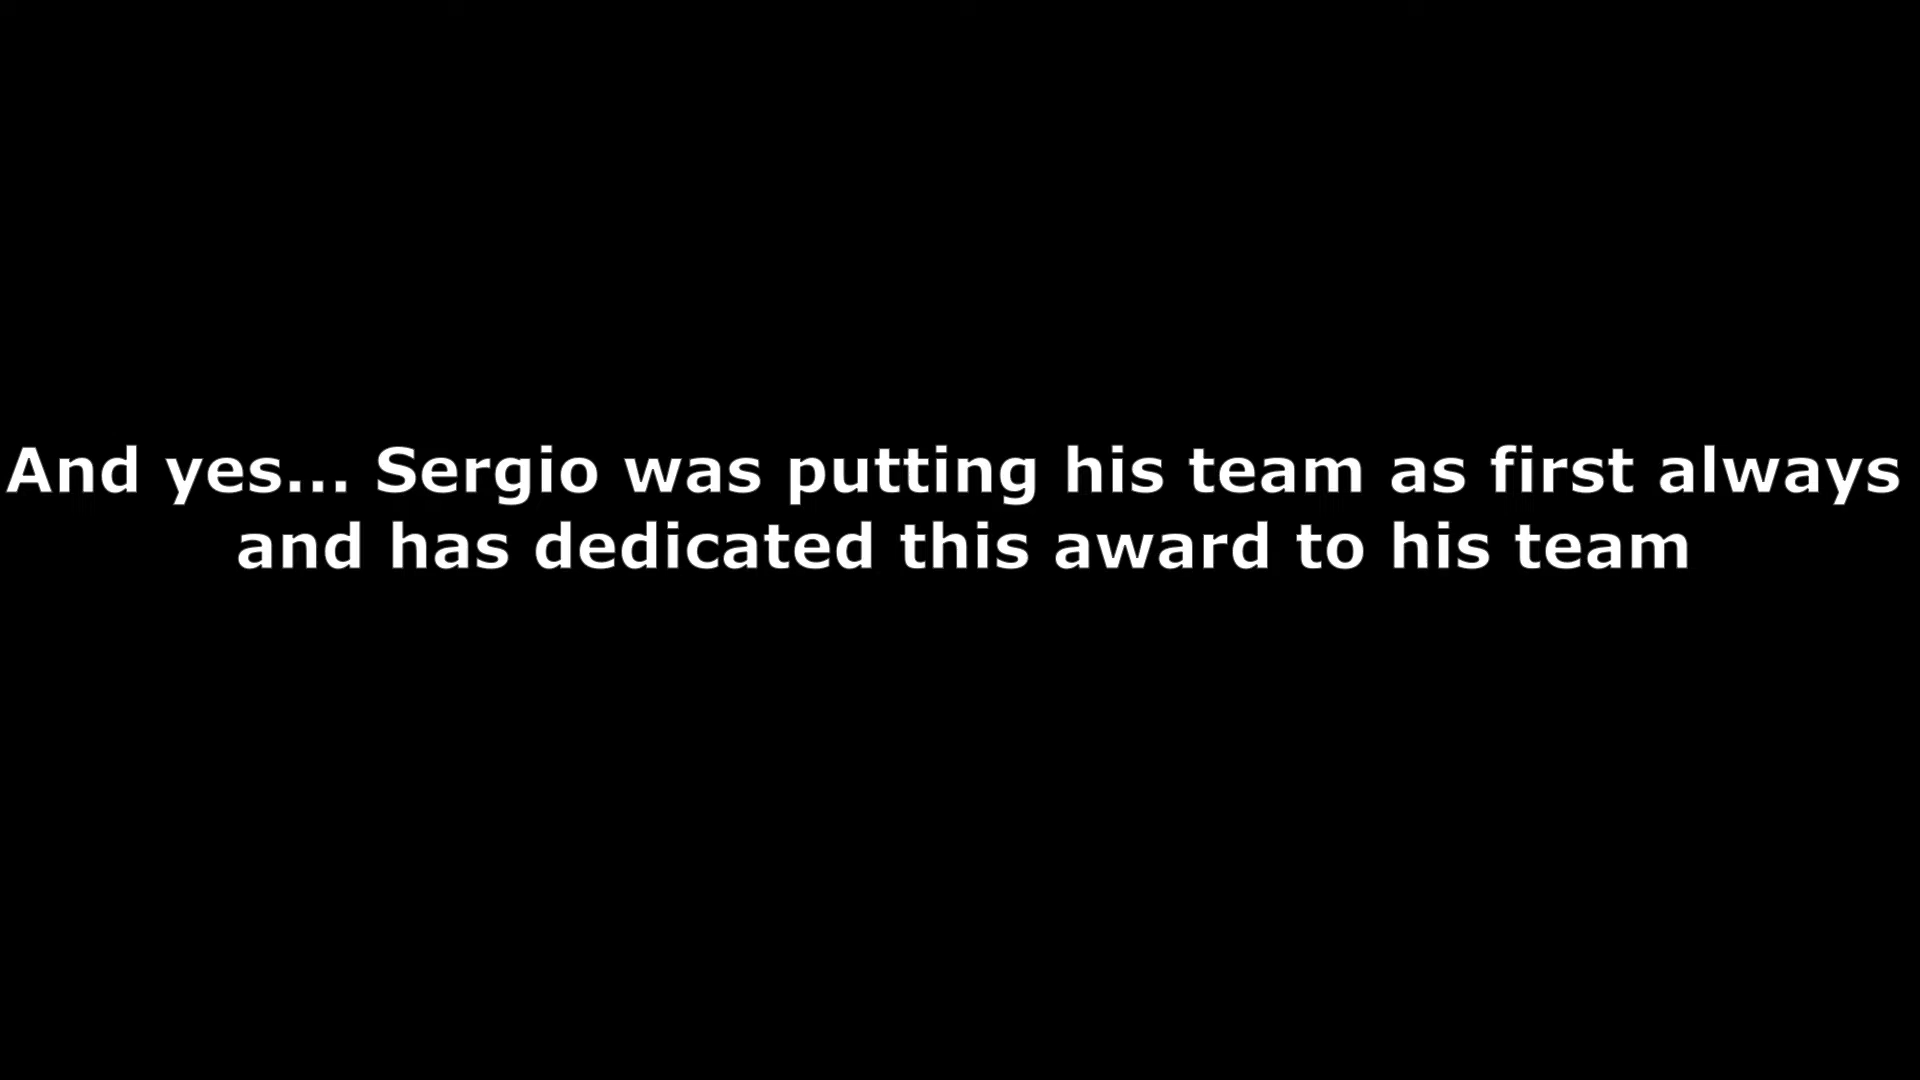 And yes... Sergio was putting his team as first always
and has dedicated this award to his team